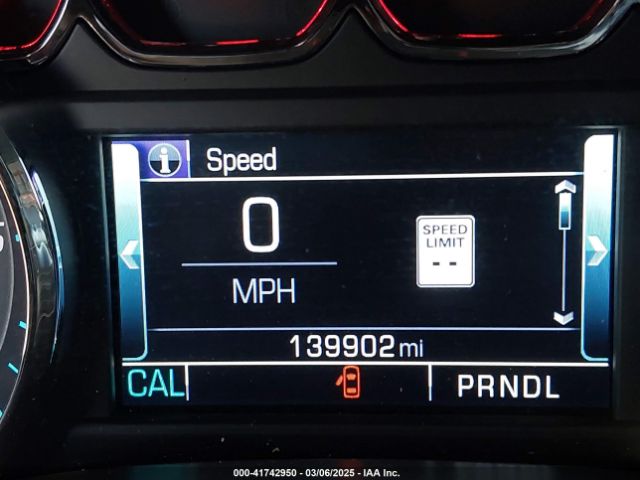 Speed
0
MPH
SPEED
LIMIT
--
139902 mi
CAL
PRNDL
000-41742950 - 03/06/2025 - IAA Inc.